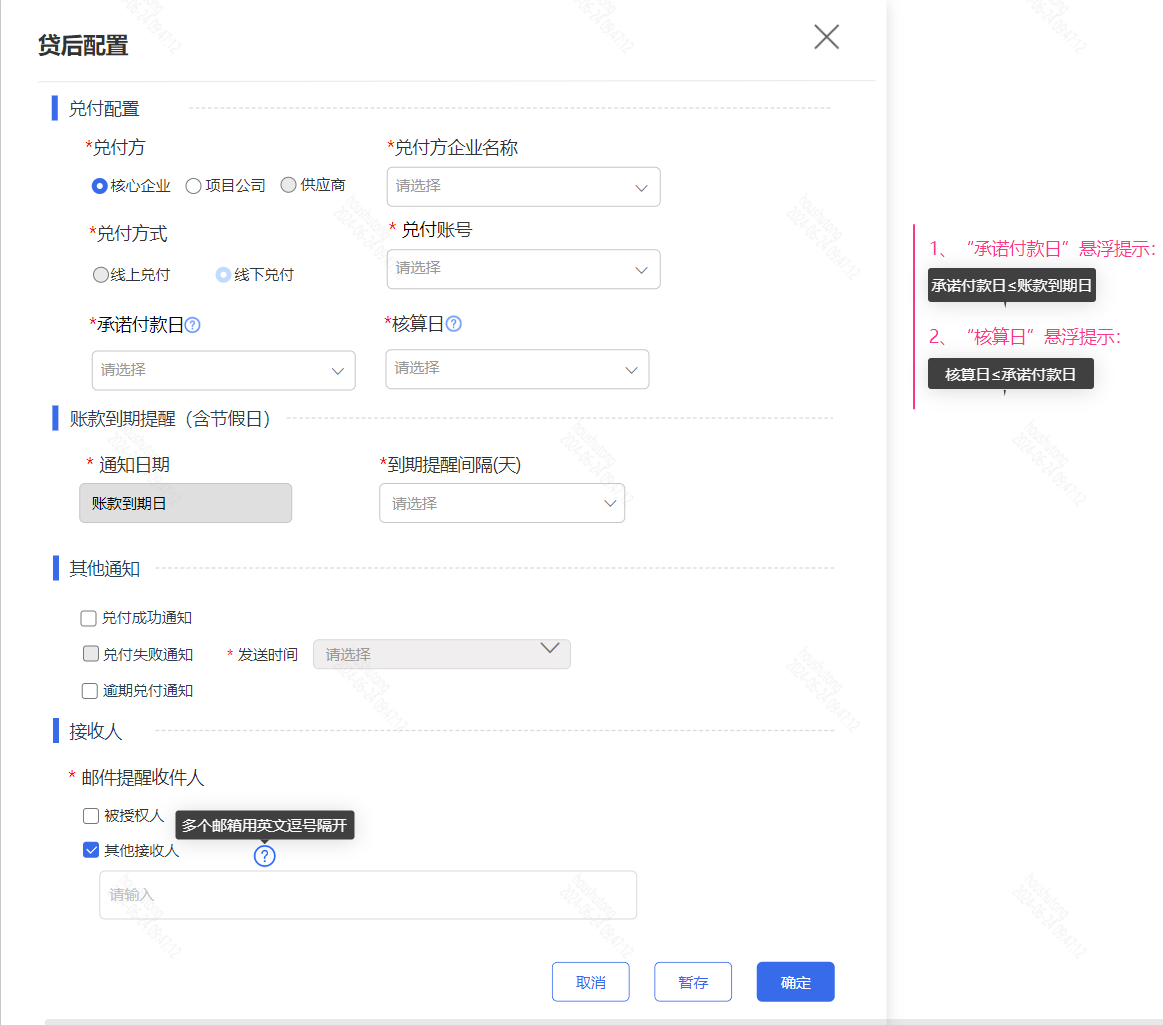 贷后配置
兑付配置
*兑付方
*兑付方企业名称
核心企业 项目公司 供应商
请选择
*兑付方式
* 兑付账号
线上兑付 线下兑付
请选择
*承诺付款日?
*核算日?
请选择
请选择
账款到期提醒（含节假日）
* 通知日期
*到期提醒间隔(天)
账款到期日
请选择
其他通知
兑付成功通知
兑付失败通知
* 发送时间
请选择
逾期兑付通知
接收人
* 邮件提醒收件人
被授权人
多个邮箱用英文逗号隔开
其他接收人
?
请输入
取消 暂存 确定
1、“承诺付款日”悬浮提示：
承诺付款日≤账款到期日
2、“核算日”悬浮提示：
核算日≤承诺付款日